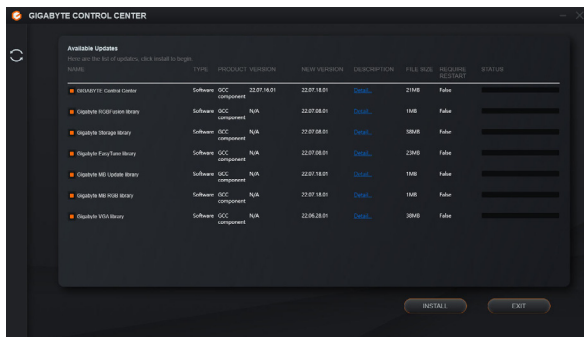 GIGABYTE CONTROL CENTER
Available Updates
Here are the list of updates, click install to begin
NAME TYPE PRODUCT VERSION NEW VERSION DESCRIPTION FILE SIZE REQUIRE RESTART STATUS
GIGABYTE Control Center Software GCC component 22.07.16.01 22.07.18.01 Detail... 21MB False
Gigabyte RGBFusion library Software GCC component N/A 22.07.08.01 Detail... 1MB False
Gigabyte Storage library Software GCC component N/A 22.07.08.01 Detail... 58MB False
Gigabyte EasyTune library Software GCC component N/A 22.07.08.01 Detail... 23MB False
Gigabyte MB Update library Software GCC component N/A 22.07.18.01 Detail... 1MB False
Gigabyte MB RGB library Software GCC component N/A 22.07.18.01 Detail... 1MB False
Gigabyte VGA library Software GCC component N/A 22.06.28.01 Detail... 38MB False
INSTALL EXIT